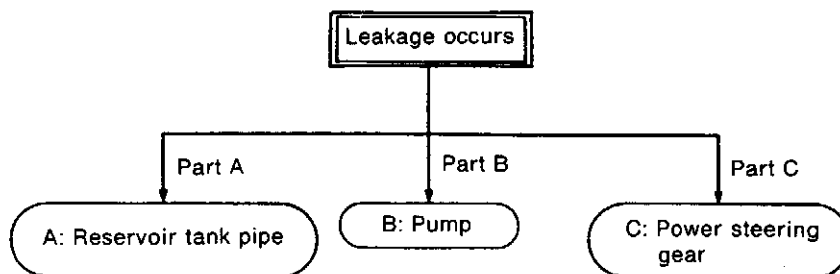 Leakage occurs
Part A
Part B
Part C
A: Reservoir tank pipe
B: Pump
C: Power steering
gear